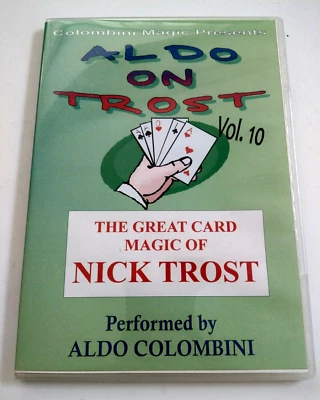 Colombini Magic Presents
ALDO
ON
TROST
Vol. 10
THE GREAT CARD
MAGIC OF
NICK TROST
Performed by
ALDO COLOMBINI